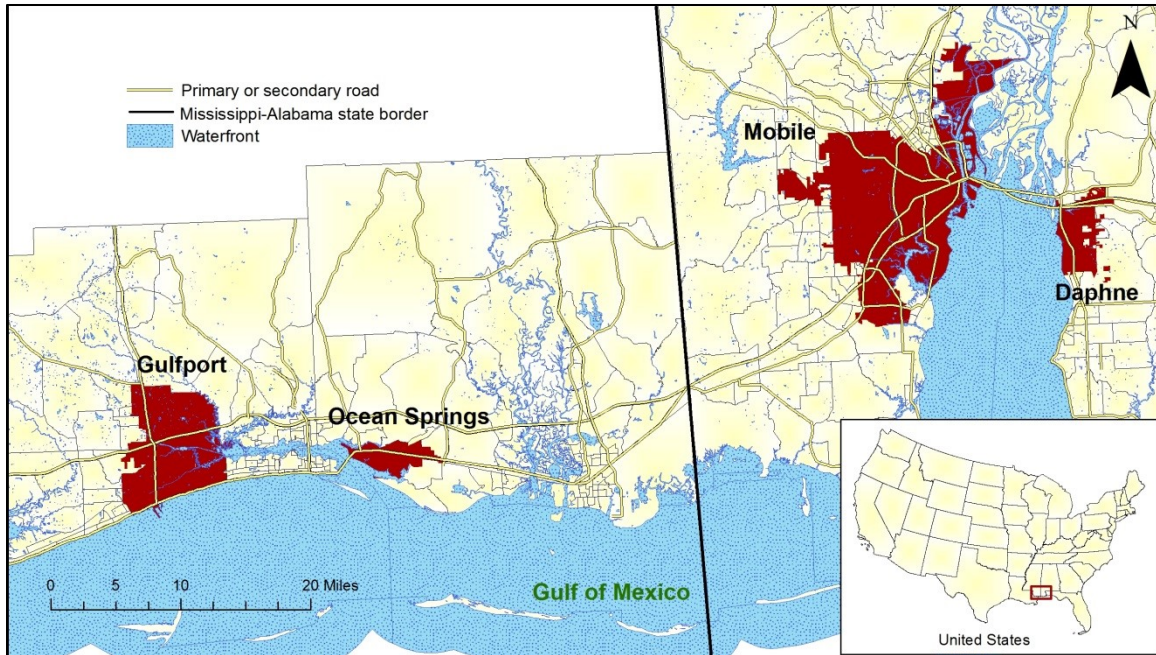 N
Primary or secondary road
Mississippi-Alabama state border
Waterfront
Mobile
Daphne
Gulfport
Ocean Springs
0 5 10 20 Miles
Gulf of Mexico
United States